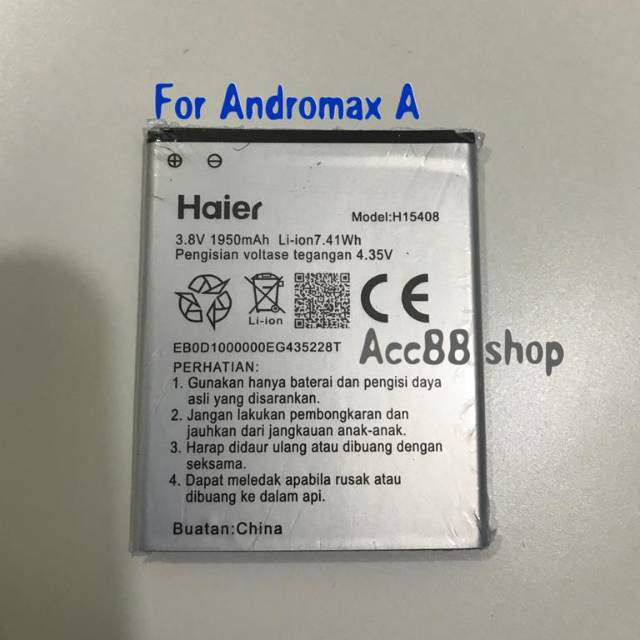 For Andromax A
Haier
Model:H15408
3.8V 1950mAh Li-ion7.41Wh
Pengisian voltase tegangan 4.35V
Li-ion
CE
EB0D1000000EG435228T
Acc88 shop
PERHATIAN:
1. Gunakan hanya baterai dan pengisi daya
asli yang disarankan.
2. Jangan lakukan pembongkaran dan
jauhkan dari jangkauan anak-anak.
3. Harap didaur ulang atau dibuang dengan
seksama.
4. Dapat meledak apabila rusak atau
dibuang ke dalam api.
Buatan:China